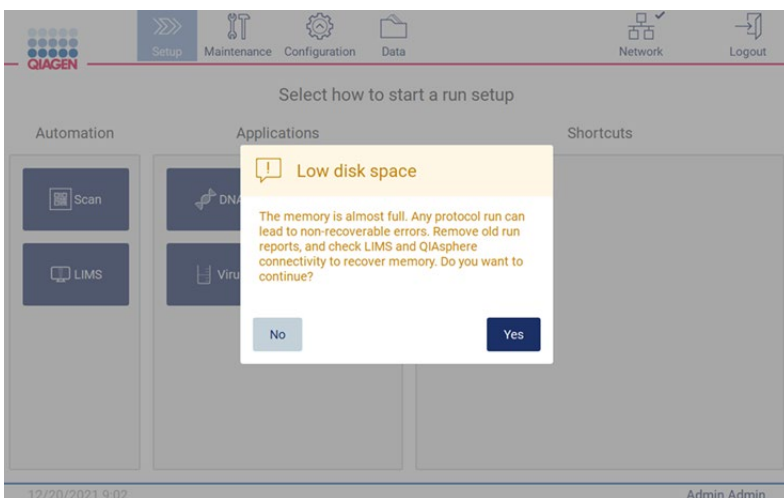 QIAGEN
Setup
Maintenance
Configuration
Data
Network
Logout
Select how to start a run setup
Automation
Applications
Shortcuts
Scan
DNA
LIMS
Viru
Low disk space
The memory is almost full. Any protocol run can
lead to non-recoverable errors. Remove old run
reports, and check LIMS and QIAsphere
connectivity to recover memory. Do you want to
continue?
No
Yes
12/20/2021 9:02
Admin Admin